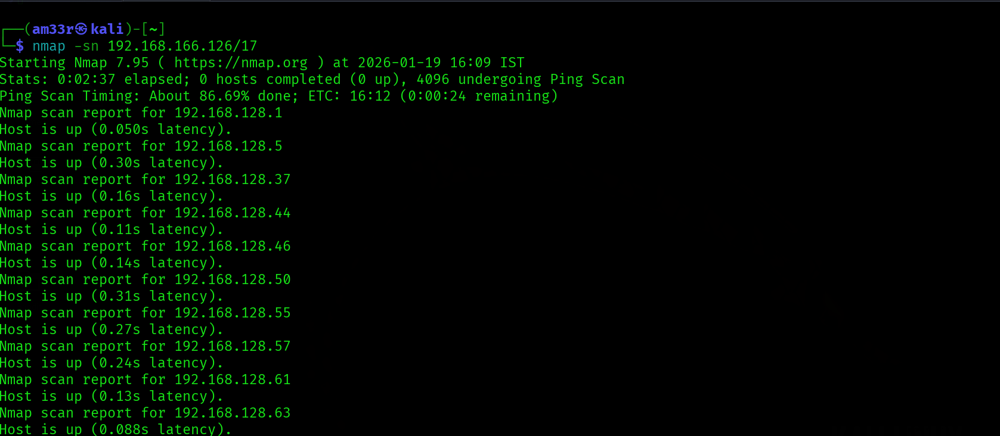 ┌──(am33r㉿kali)-[~]
└─$ nmap -sn 192.168.166.126/17
Starting Nmap 7.95 ( https://nmap.org ) at 2026-01-19 16:09 IST
Stats: 0:02:37 elapsed; 0 hosts completed (0 up), 4096 undergoing Ping Scan
Ping Scan Timing: About 86.69% done; ETC: 16:12 (0:00:24 remaining)
Nmap scan report for 192.168.128.1
Host is up (0.050s latency).
Nmap scan report for 192.168.128.5
Host is up (0.30s latency).
Nmap scan report for 192.168.128.37
Host is up (0.16s latency).
Nmap scan report for 192.168.128.44
Host is up (0.11s latency).
Nmap scan report for 192.168.128.46
Host is up (0.14s latency).
Nmap scan report for 192.168.128.50
Host is up (0.31s latency).
Nmap scan report for 192.168.128.55
Host is up (0.27s latency).
Nmap scan report for 192.168.128.57
Host is up (0.24s latency).
Nmap scan report for 192.168.128.61
Host is up (0.13s latency).
Nmap scan report for 192.168.128.63
Host is up (0.088s latency).